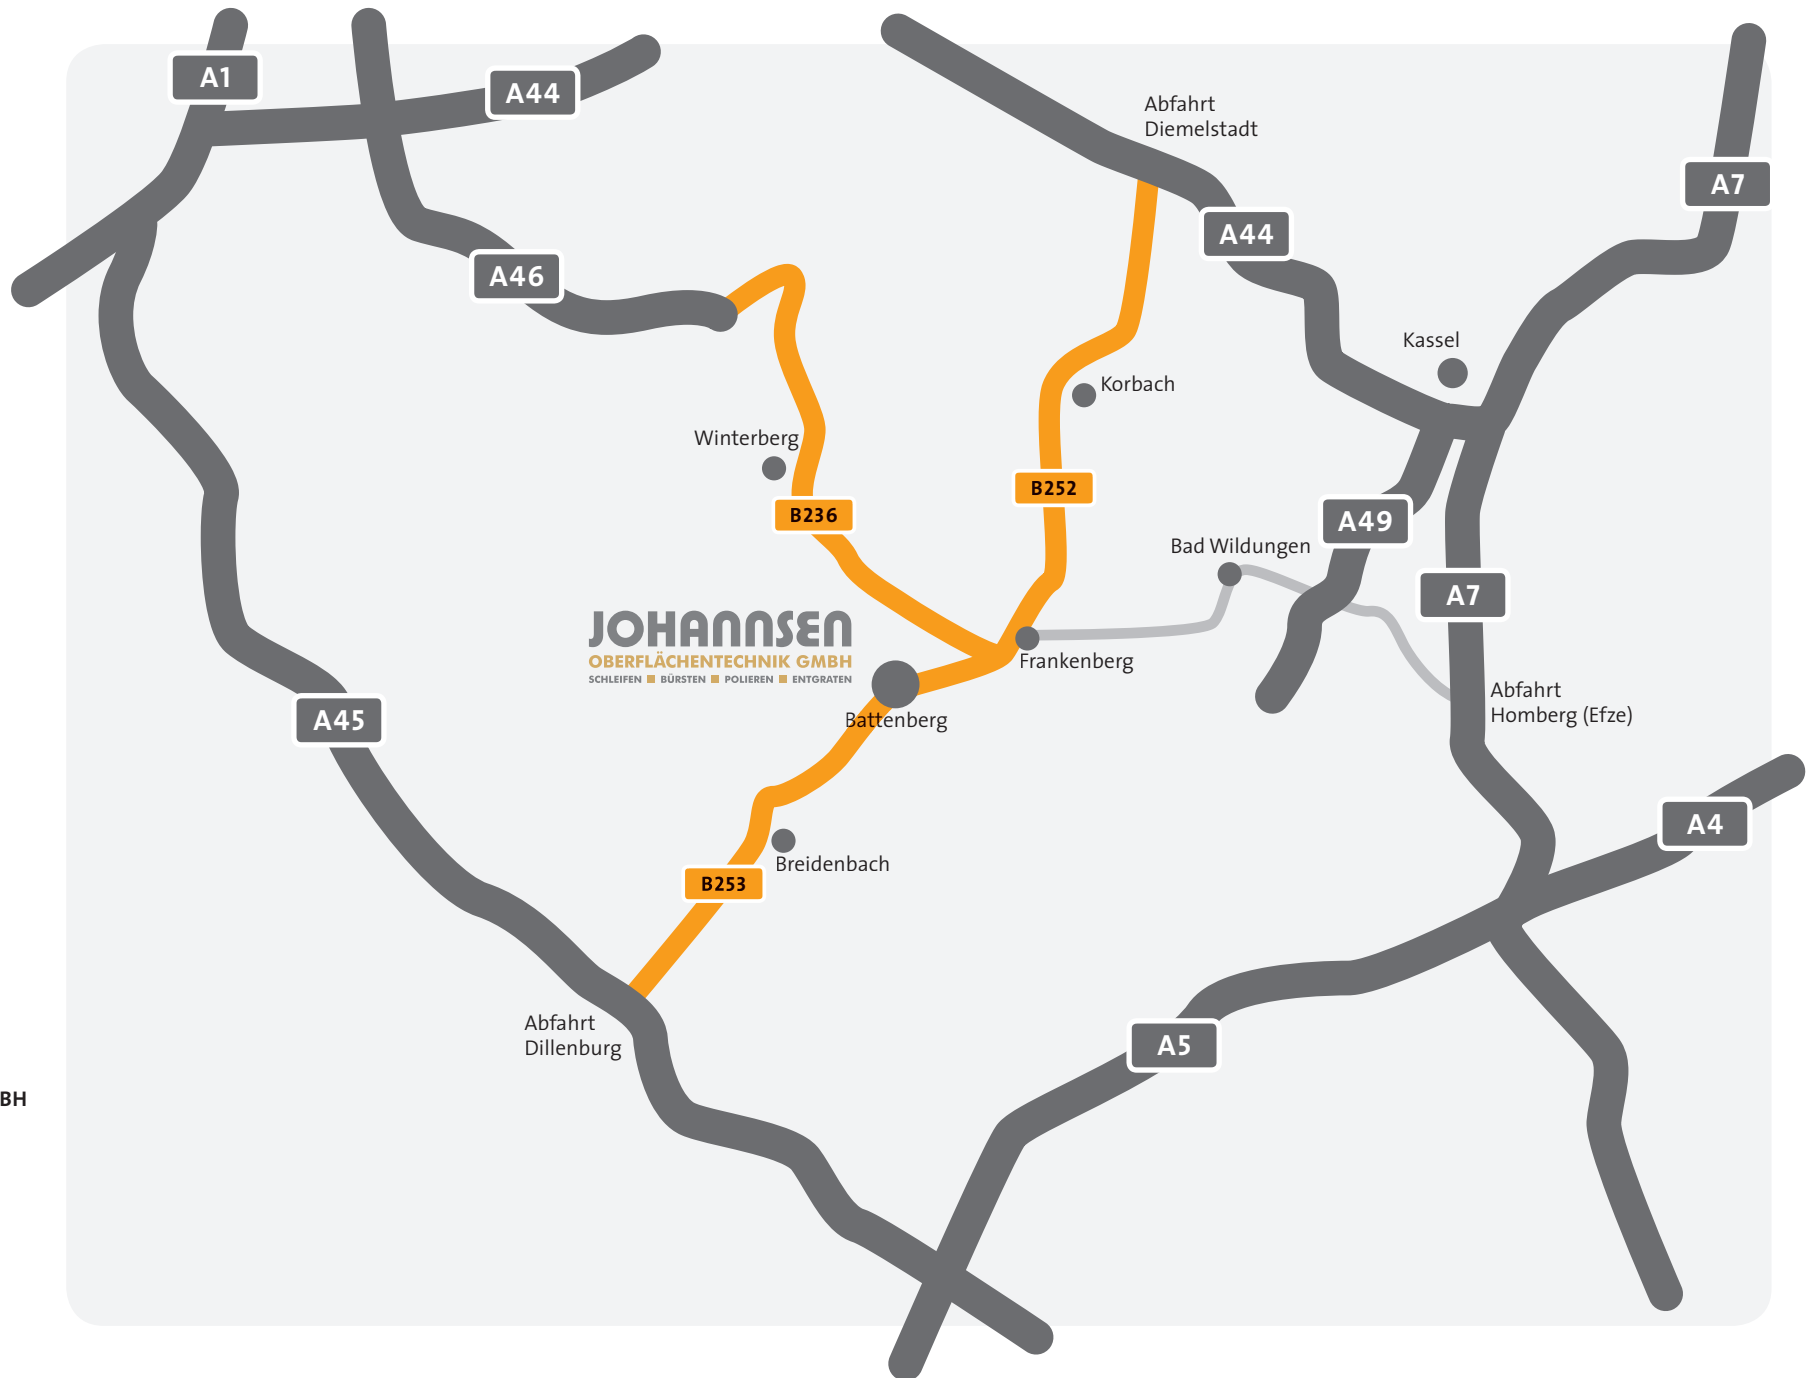 A1
A44
Abfahrt
Diemelstadt
A7
A44
A46
Kassel
Korbach
Winterberg
B252
B236
A49
Bad Wildungen
A7
JOHANNSEN
OBERFLÄCHENTECHNIK GMBH
SCHLEIFEN ■ BÜRSTEN ■ POLIEREN ■ ENTGRATEN
Frankenberg
Abfahrt
Homberg (Efze)
A45
Battenberg
A4
Breidenbach
B253
Abfahrt
Dillenburg
A5
BH